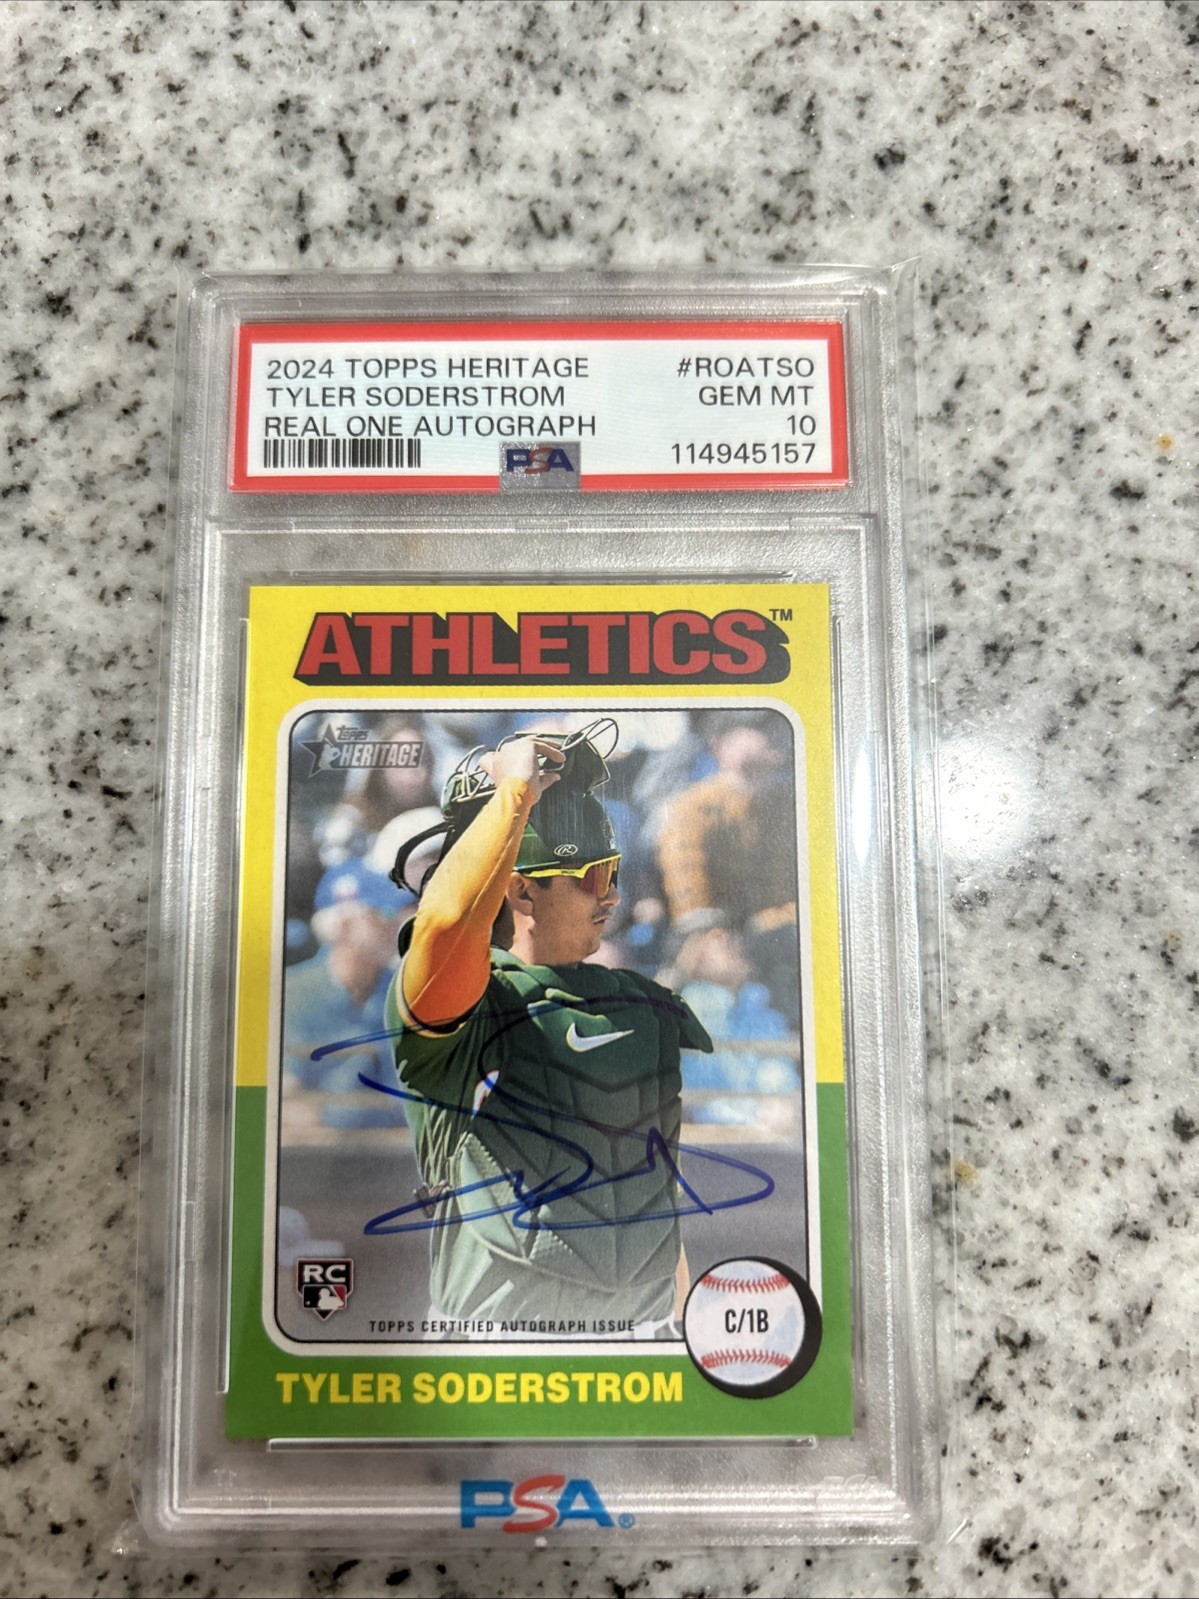 2024 TOPPS HERITAGE #ROATSO
TYLER SODERSTROM GEM MT
REAL ONE AUTOGRAPH 10
PSA 114945157
ATHLETICS™
TOPPS
HERITAGE
RC
TOPPS CERTIFIED AUTOGRAPH ISSUE
C/1B
TYLER SODERSTROM
PSA®